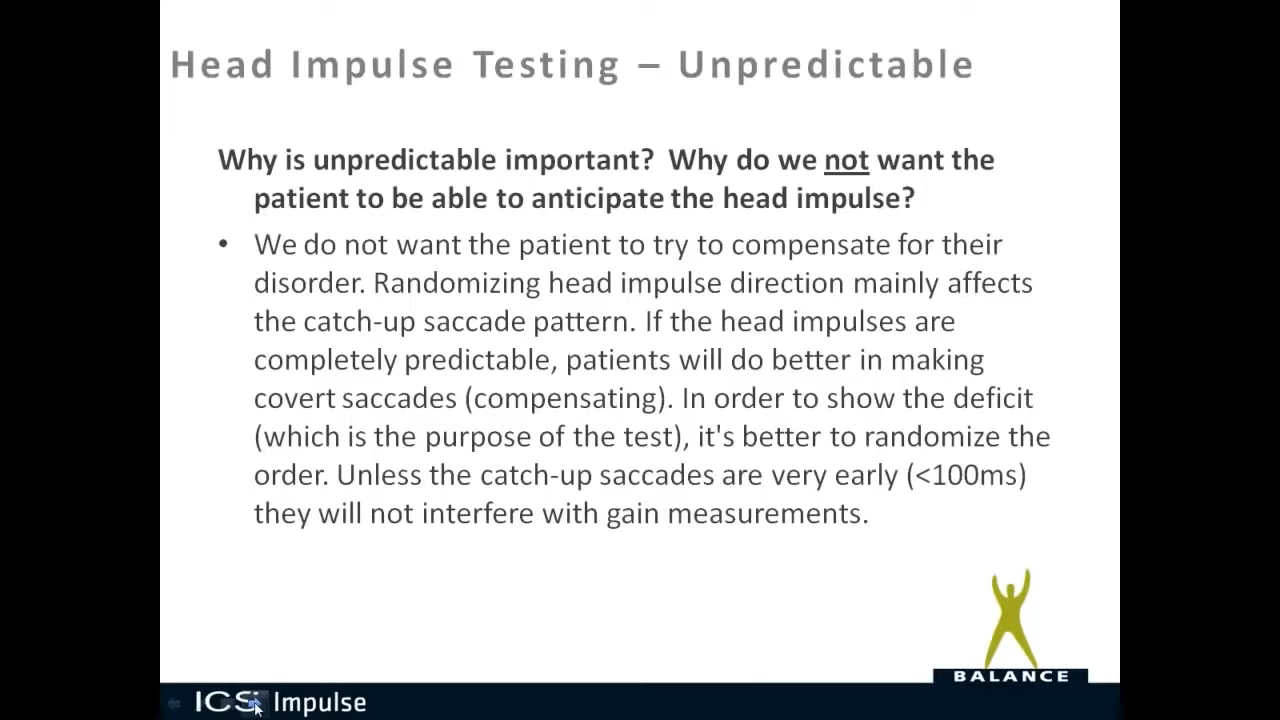 Head Impulse Testing – Unpredictable
Why is unpredictable important?  Why do we not want the
patient to be able to anticipate the head impulse?
• We do not want the patient to try to compensate for their
disorder. Randomizing head impulse direction mainly affects
the catch-up saccade pattern. If the head impulses are
completely predictable, patients will do better in making
covert saccades (compensating). In order to show the deficit
(which is the purpose of the test), it's better to randomize the
order. Unless the catch-up saccades are very early (<100ms)
they will not interfere with gain measurements.
BALANCE
ICS Impulse